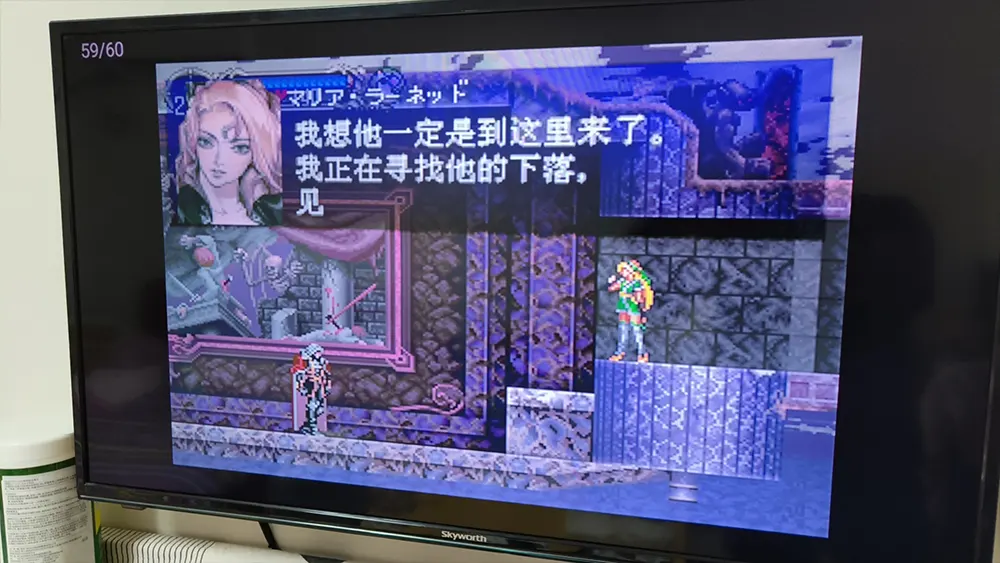 59/60
マリア・ラーネッド
我想他一定是到这里来了。
我正在寻找他的下落，
见
Skyworth